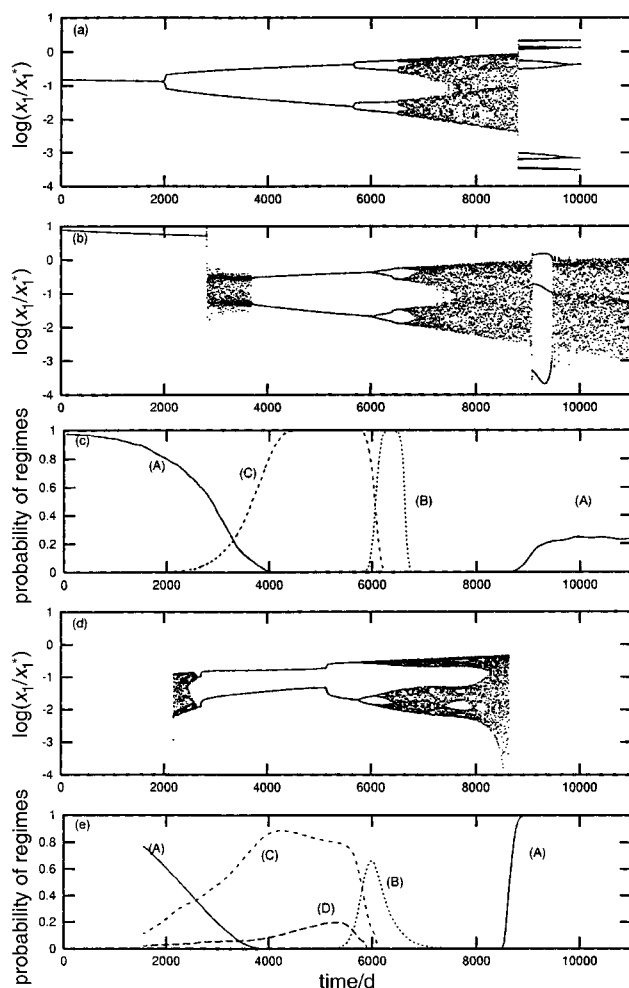 (a)
1
0
-1
-2
-3
-4
log(x₁/x₁*)
0 2000 4000 6000 8000 10000
(b)
1
0
-1
-2
-3
-4
log(x₁/x₁*)
0 2000 4000 6000 8000 10000
(c)
1
0.8
0.6
0.4
0.2
0
probability of regimes
(A)
(C)
(B)
(A)
0 2000 4000 6000 8000 10000
(d)
1
0
-1
-2
-3
-4
log(x₁/x₁*)
0 2000 4000 6000 8000 10000
(e)
1
0.8
0.6
0.4
0.2
0
probability of regimes
(A)
(C)
(D)
(B)
(A)
0 2000 4000 6000 8000 10000
time/d